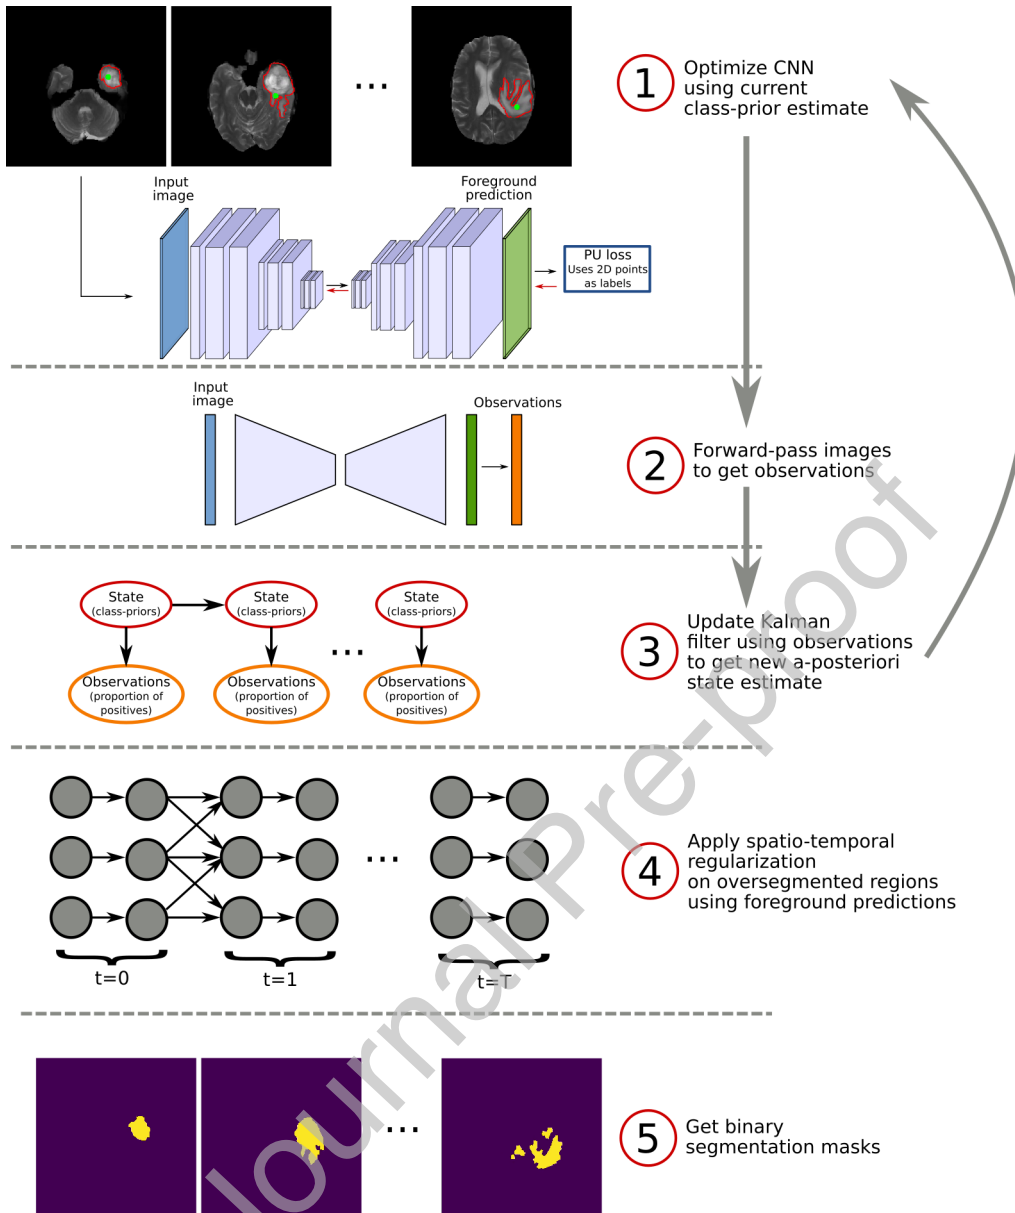 ...
1
Optimize CNN
using current
class-prior estimate
Input
image
Foreground
prediction
PU loss
Uses 2D points
as labels
Input
image
Observations
2
Forward-pass images
to get observations
State
(class-priors)
State
(class-priors)
...
State
(class-priors)
Observations
(proportion of
positives)
Observations
(proportion of
positives)
Observations
(proportion of
positives)
3
Update Kalman
filter using observations
to get new a-posteriori
state estimate
...
t=0
t=1
t=T
4
Apply spatio-temporal
regularization
on oversegmented regions
using foreground predictions
...
5
Get binary
segmentation masks
Journal Pre-proof